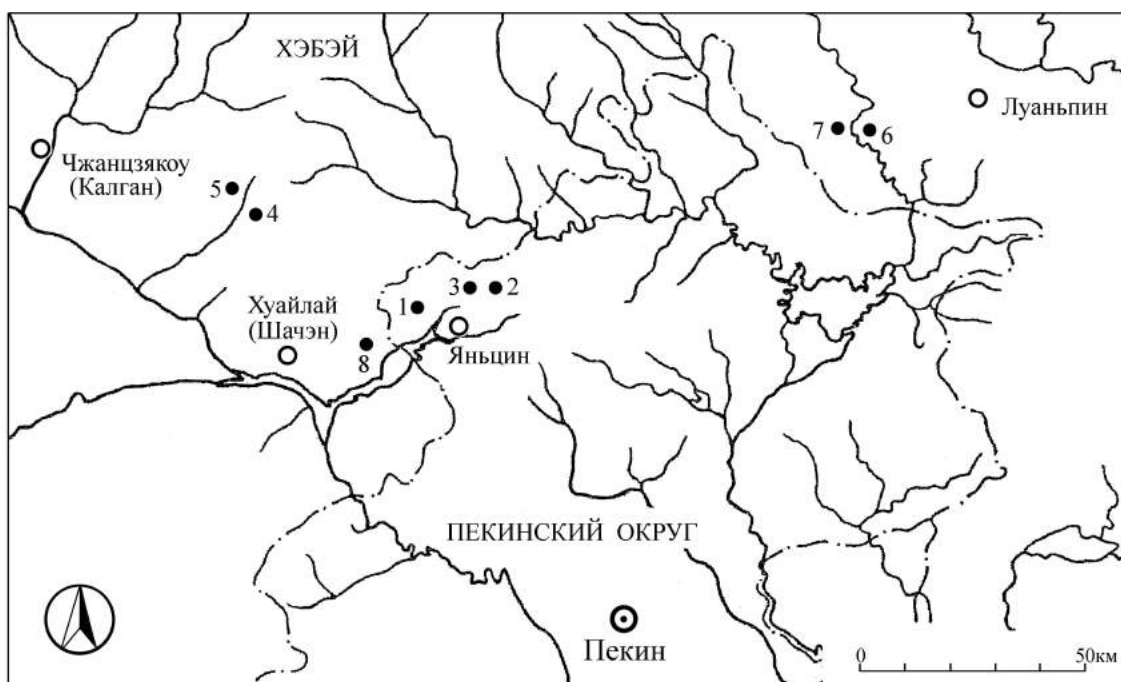 ХЭБЭЙ
Луаньпин
7
6
Чжанцзякоу
(Калган)
5
4
3
2
1
Хуайлай
(Шачэн)
8
Яньцин
ПЕКИНСКИЙ ОКРУГ
Пекин
0
50км